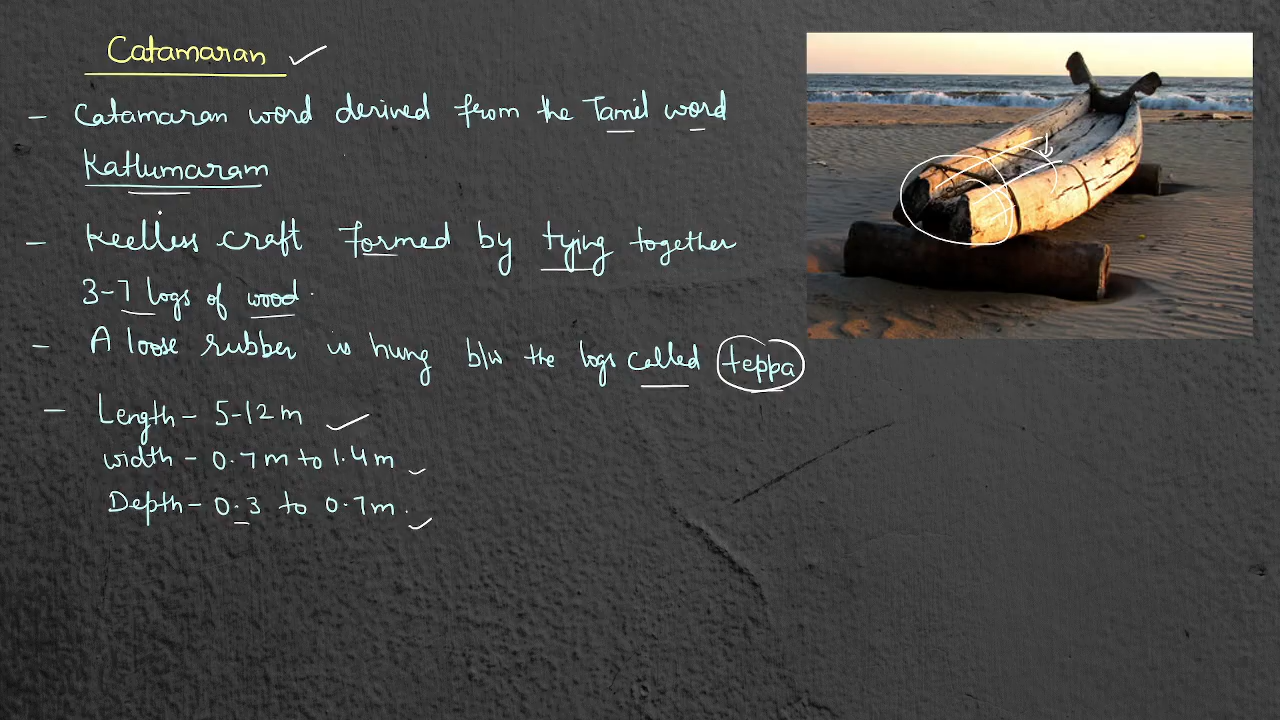 Catamaran
- Catamaran word derived from the Tamil word
Kattumaram
- Keelless craft formed by tying together
3-7 logs of wood.
- A loose rubber is hung b/w the logs called teppa
- Length - 5-12 m
width - 0.7 m to 1.4 m
Depth - 0.3 to 0.7 m.